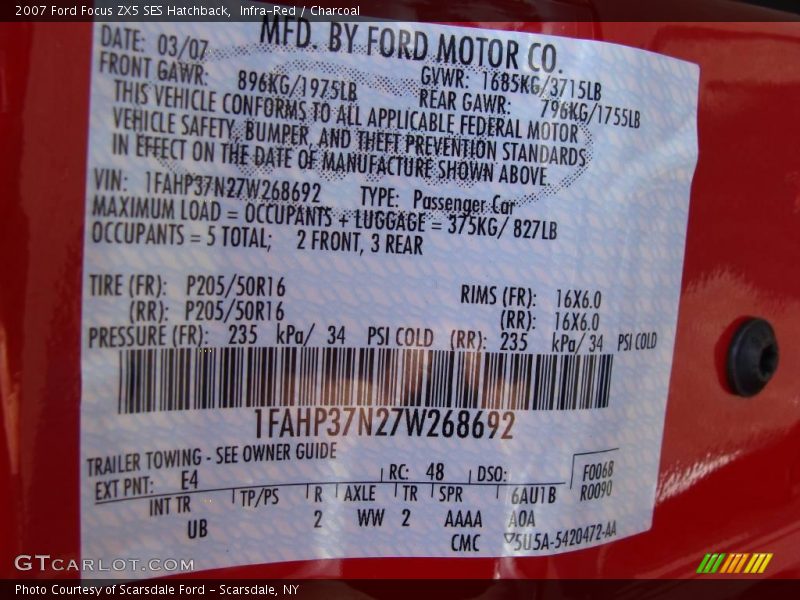 2007 Ford Focus ZX5 SES Hatchback, Infra-Red / Charcoal
MFD. BY FORD MOTOR CO.
DATE: 03/07
GVWR: 1685KG/3715LB
FRONT GAWR: 896KG/1975LB
REAR GAWR: 796KG/1755LB
THIS VEHICLE CONFORMS TO ALL APPLICABLE FEDERAL MOTOR
VEHICLE SAFETY, BUMPER, AND THEFT PREVENTION STANDARDS
IN EFFECT ON THE DATE OF MANUFACTURE SHOWN ABOVE
VIN: 1FAHP37N27W268692 TYPE: Passenger Car
MAXIMUM LOAD = OCCUPANTS + LUGGAGE = 375KG/ 827LB
OCCUPANTS = 5 TOTAL; 2 FRONT, 3 REAR
TIRE (FR): P205/50R16 RIMS (FR): 16X6.0
(RR): P205/50R16 (RR): 16X6.0
PRESSURE (FR): 235 kPa/ 34 PSI COLD (RR): 235 kPa/ 34 PSI COLD
1FAHP37N27W268692
TRAILER TOWING - SEE OWNER GUIDE
EXT PNT: E4 RC: 48 DSO: F0068
R0090
INT TR TP/PS R AXLE TR SPR 6AU1B
UB 2 WW 2 AAAA AOA
CMC ▽5U5A-5420472-AA
GTcarlot.com
Photo Courtesy of Scarsdale Ford - Scarsdale, NY